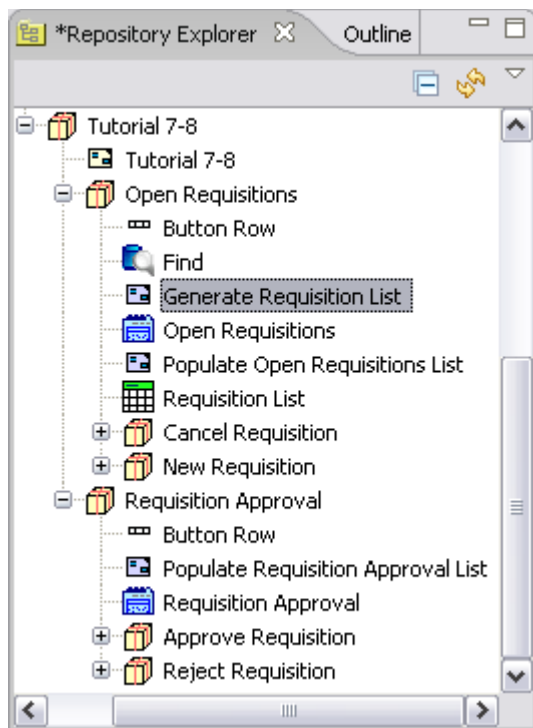 *Repository Explorer Outline
Tutorial 7-8
Tutorial 7-8
Open Requisitions
Button Row
Find
Generate Requisition List
Open Requisitions
Populate Open Requisitions List
Requisition List
Cancel Requisition
New Requisition
Requisition Approval
Button Row
Populate Requisition Approval List
Requisition Approval
Approve Requisition
Reject Requisition